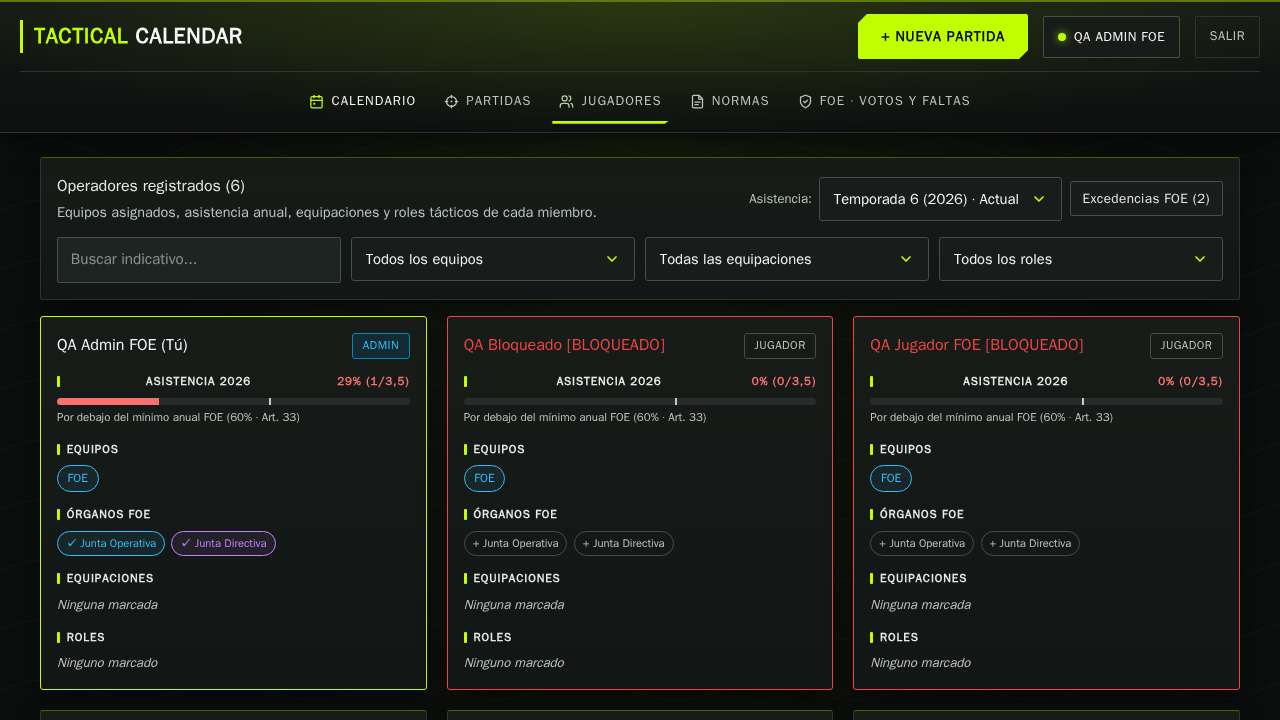 TACTICAL CALENDAR
+ NUEVA PARTIDA
QA ADMIN FOE
SALIR
CALENDARIO
PARTIDAS
JUGADORES
NORMAS
FOE · VOTOS Y FALTAS
Operadores registrados (6)
Equipos asignados, asistencia anual, equipaciones y roles tácticos de cada miembro.
Asistencia:
Temporada 6 (2026) · Actual
Excedencias FOE (2)
Buscar indicativo...
Todos los equipos
Todas las equipaciones
Todos los roles
QA Admin FOE (Tú)
ADMIN
ASISTENCIA 2026
29% (1/3,5)
Por debajo del mínimo anual FOE (60% · Art. 33)
EQUIPOS
FOE
ÓRGANOS FOE
✓ Junta Operativa
✓ Junta Directiva
EQUIPACIONES
Ninguna marcada
ROLES
Ninguno marcado
QA Bloqueado [BLOQUEADO]
JUGADOR
ASISTENCIA 2026
0% (0/3,5)
Por debajo del mínimo anual FOE (60% · Art. 33)
EQUIPOS
FOE
ÓRGANOS FOE
+ Junta Operativa
+ Junta Directiva
EQUIPACIONES
Ninguna marcada
ROLES
Ninguno marcado
QA Jugador FOE [BLOQUEADO]
JUGADOR
ASISTENCIA 2026
0% (0/3,5)
Por debajo del mínimo anual FOE (60% · Art. 33)
EQUIPOS
FOE
ÓRGANOS FOE
+ Junta Operativa
+ Junta Directiva
EQUIPACIONES
Ninguna marcada
ROLES
Ninguno marcado